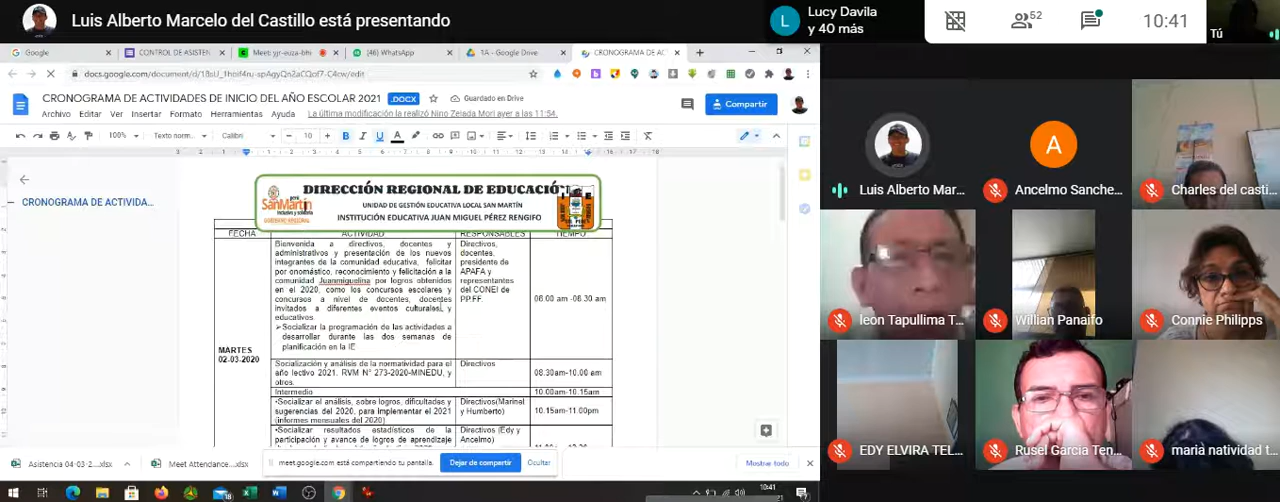 Luis Alberto Marcelo del Castillo está presentando
Lucy Davila
y 40 más
L
52
10:41
Tú
Google
CONTROL DE ASISTEN
Meet: yjr-euza-bhi
(46) WhatsApp
TA - Google Drive
CRONOGRAMA DE AC
CRONOGRAMA DE ACTIVIDADES DE INICIO DEL AÑO ESCOLAR 2021
.DOCX
Guardado en Drive
Compartir
Archivo Editar Ver Insertar Formato Herramientas Ayuda
La última modificación la realizó Nino Zerada Mori ayer a las 11:54.
100%
Texto norm...
Calibri
10
CRONOGRAMA DE ACTIVIDA...
DIRECCIÓN REGIONAL DE EDUCACIÓN
UNIDAD DE GESTIÓN EDUCATIVA LOCAL SAN MARTÍN
INSTITUCIÓN EDUCATIVA JUAN MIGUEL PÉREZ RENGIFO
SanMartín
FECHA ACTIVIDAD RESPONSABLES TIEMPO
MARTES
02-03-2020
Bienvenida a directivos, docentes y
administrativos y presentación de los nuevos
integrantes de la comunidad educativa, felicitar
por onomástico, reconocimiento y felicitación a la
comunidad Juanmiguelina por logros obtenidos
en el 2020, como los concursos escolares y
concursos a nivel de docentes, docentes
invitados a diferentes eventos culturales, y
educativos
➢Socializar la programación de las actividades a
desarrollar durante las dos semanas de
planificación en la IE
Directivos,
docentes,
presidente de
APAFA y
representantes
del CONEI de
PP.FF.
08.00 am -08.30 am
Socialización y análisis de la normatividad para el
año lectivo 2021. RVM N° 273-2020-MINEDU, y
otros.
Directivos
08.30am-10.00 am
Intermedio
10.00am-10.15am
•Socializar el análisis, sobre logros, dificultades y
sugerencias del 2020, para implementar el 2021
(informes mensuales del 2020)
Directivos(Marinel
y Humberto)
10.15am-11.00pm
•Socializar resultados estadísticos de la
participación y avance de logros de aprendizaje
Directivos (Edy y
Ancelmo)
Asistencia 04-03-2....xlsx
Meet Attendance....xlsx
meet.google.com está compartiendo tu pantalla.
Dejar de compartir
Ocultar
Mostrar todo
18
10:41
Luis Alberto Mar...
A
Ancelmo Sanche...
Charles del casti...
leon Tapullima T...
Willian Panaifo
Connie Philipps
EDY ELVIRA TEL...
Rusel Garcia Ten...
maria natividad t...